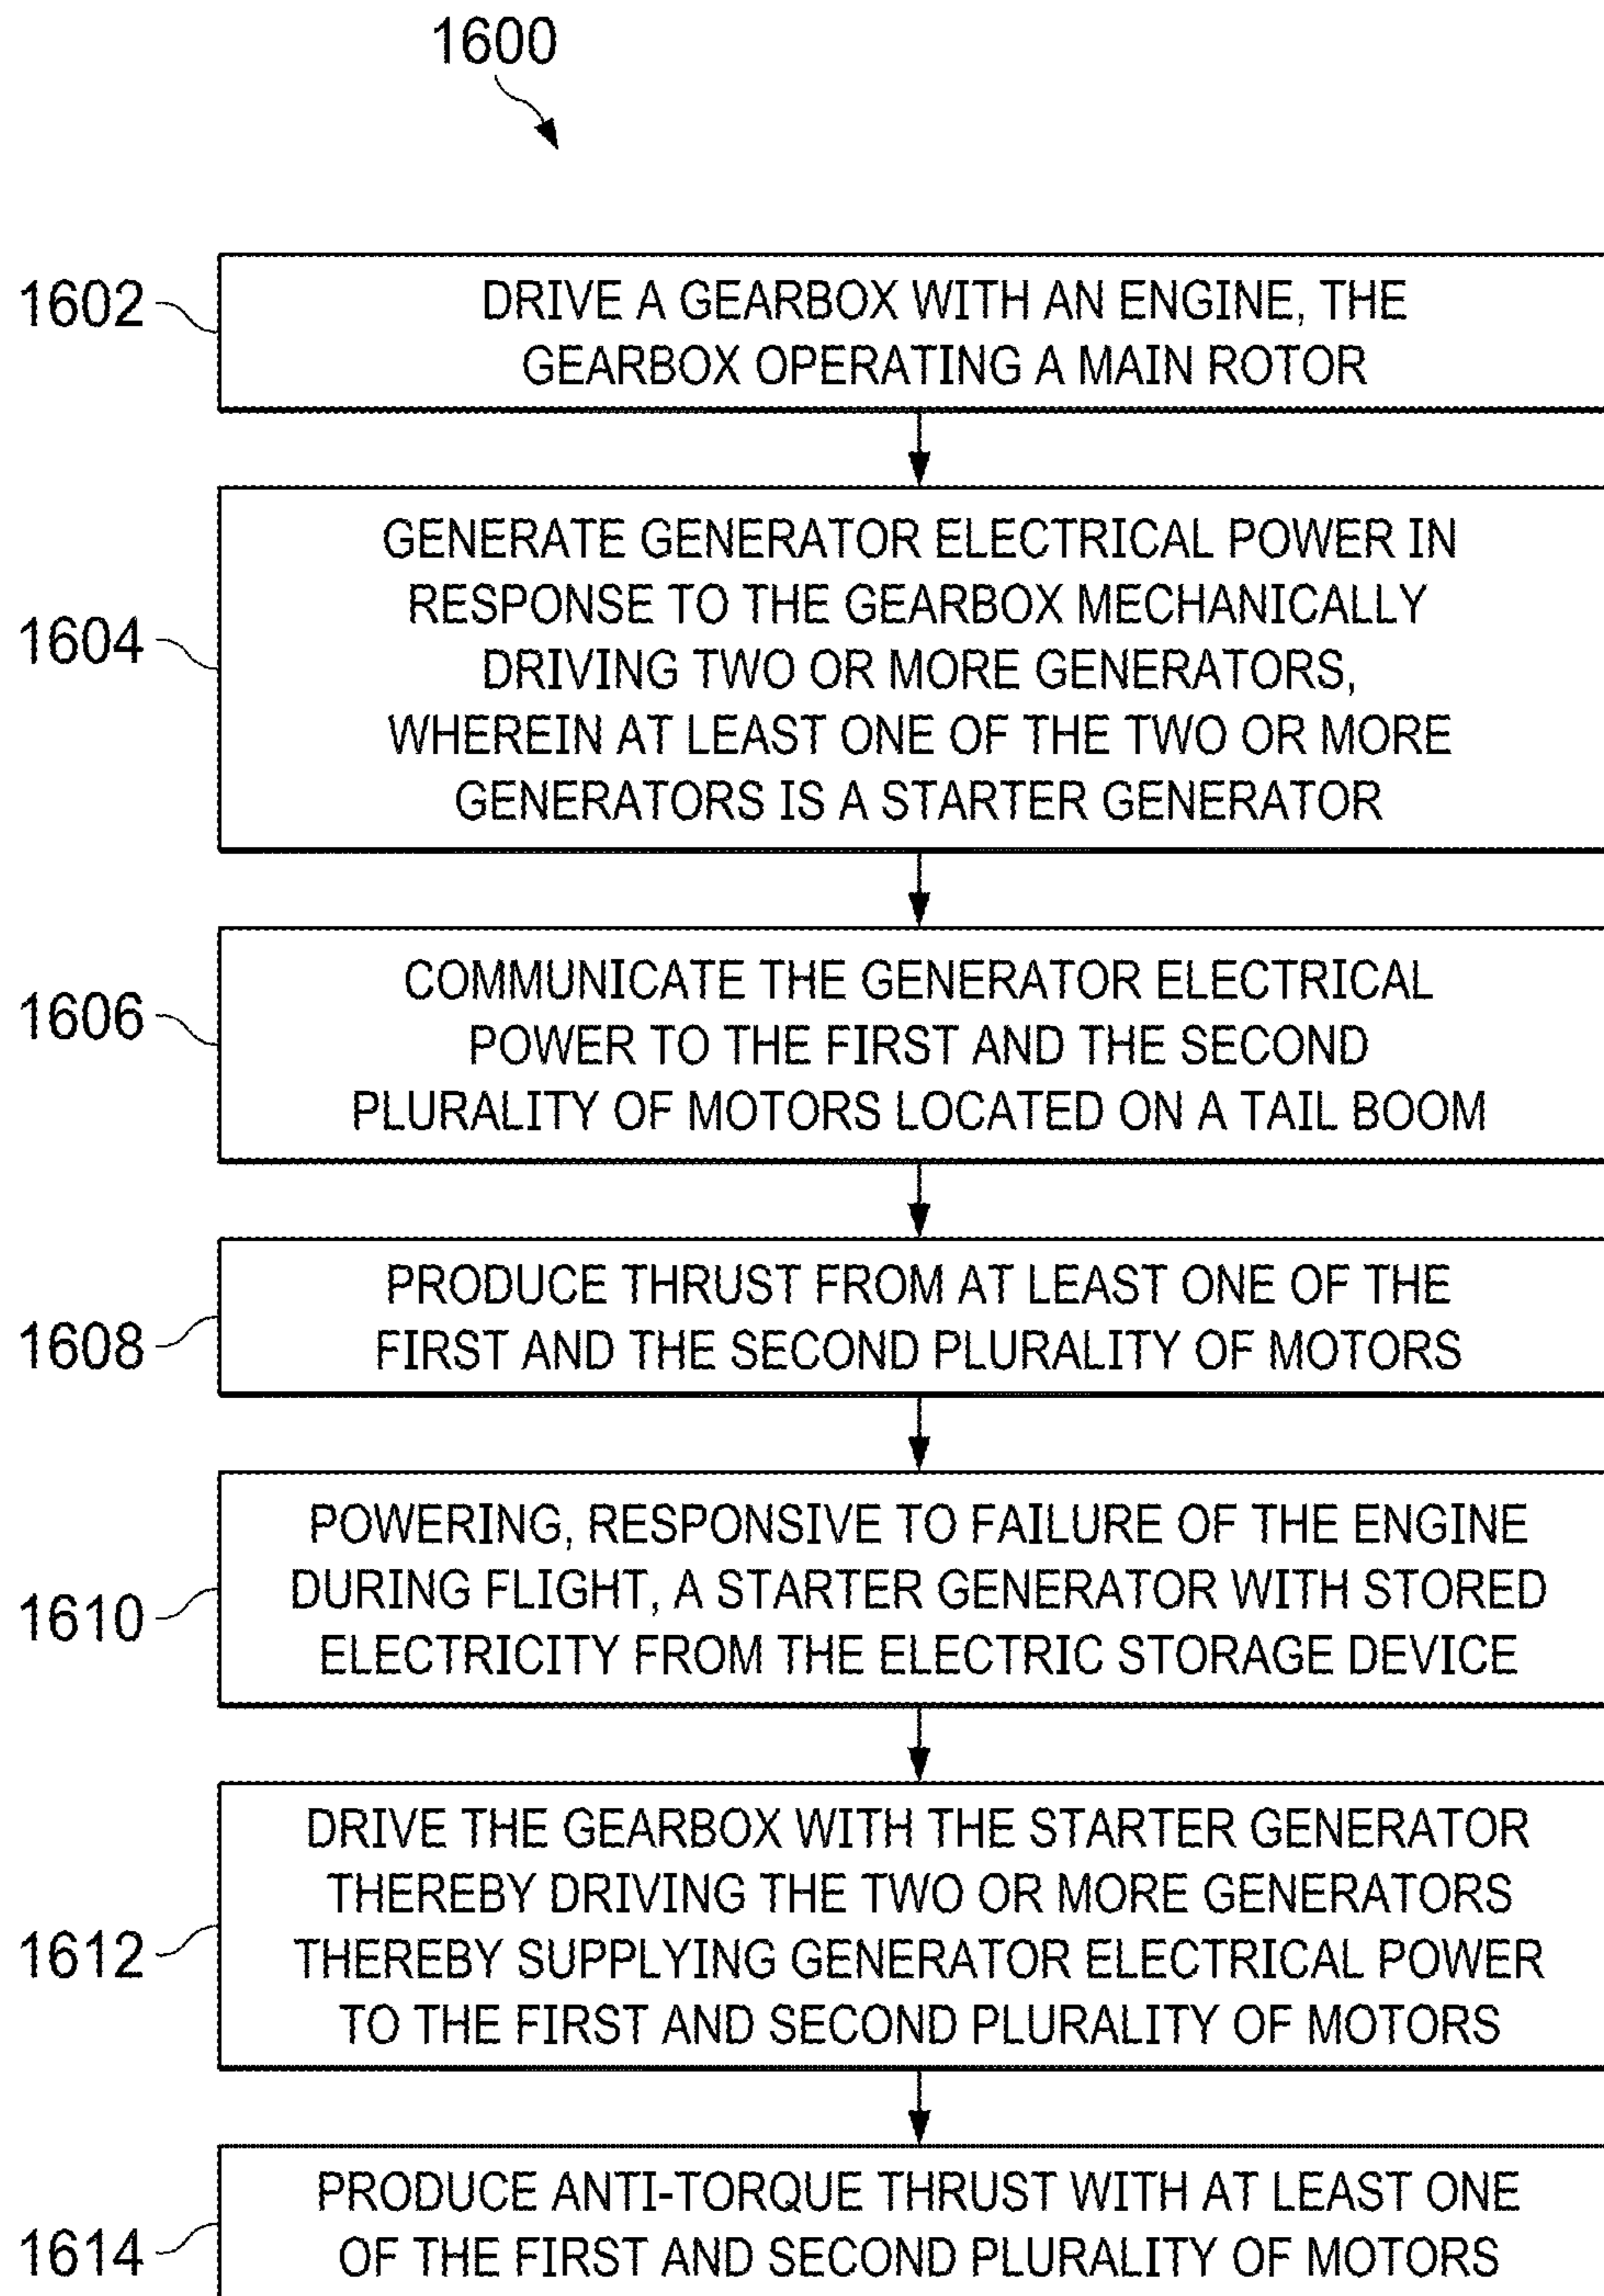 1600
1602
DRIVE A GEARBOX WITH AN ENGINE, THE
GEARBOX OPERATING A MAIN ROTOR
1604
GENERATE GENERATOR ELECTRICAL POWER IN
RESPONSE TO THE GEARBOX MECHANICALLY
DRIVING TWO OR MORE GENERATORS,
WHEREIN AT LEAST ONE OF THE TWO OR MORE
GENERATORS IS A STARTER GENERATOR
1606
COMMUNICATE THE GENERATOR ELECTRICAL
POWER TO THE FIRST AND THE SECOND
PLURALITY OF MOTORS LOCATED ON A TAIL BOOM
1608
PRODUCE THRUST FROM AT LEAST ONE OF THE
FIRST AND THE SECOND PLURALITY OF MOTORS
1610
POWERING, RESPONSIVE TO FAILURE OF THE ENGINE
DURING FLIGHT, A STARTER GENERATOR WITH STORED
ELECTRICITY FROM THE ELECTRIC STORAGE DEVICE
1612
DRIVE THE GEARBOX WITH THE STARTER GENERATOR
THEREBY DRIVING THE TWO OR MORE GENERATORS
THEREBY SUPPLYING GENERATOR ELECTRICAL POWER
TO THE FIRST AND SECOND PLURALITY OF MOTORS
1614
PRODUCE ANTI-TORQUE THRUST WITH AT LEAST ONE
OF THE FIRST AND SECOND PLURALITY OF MOTORS